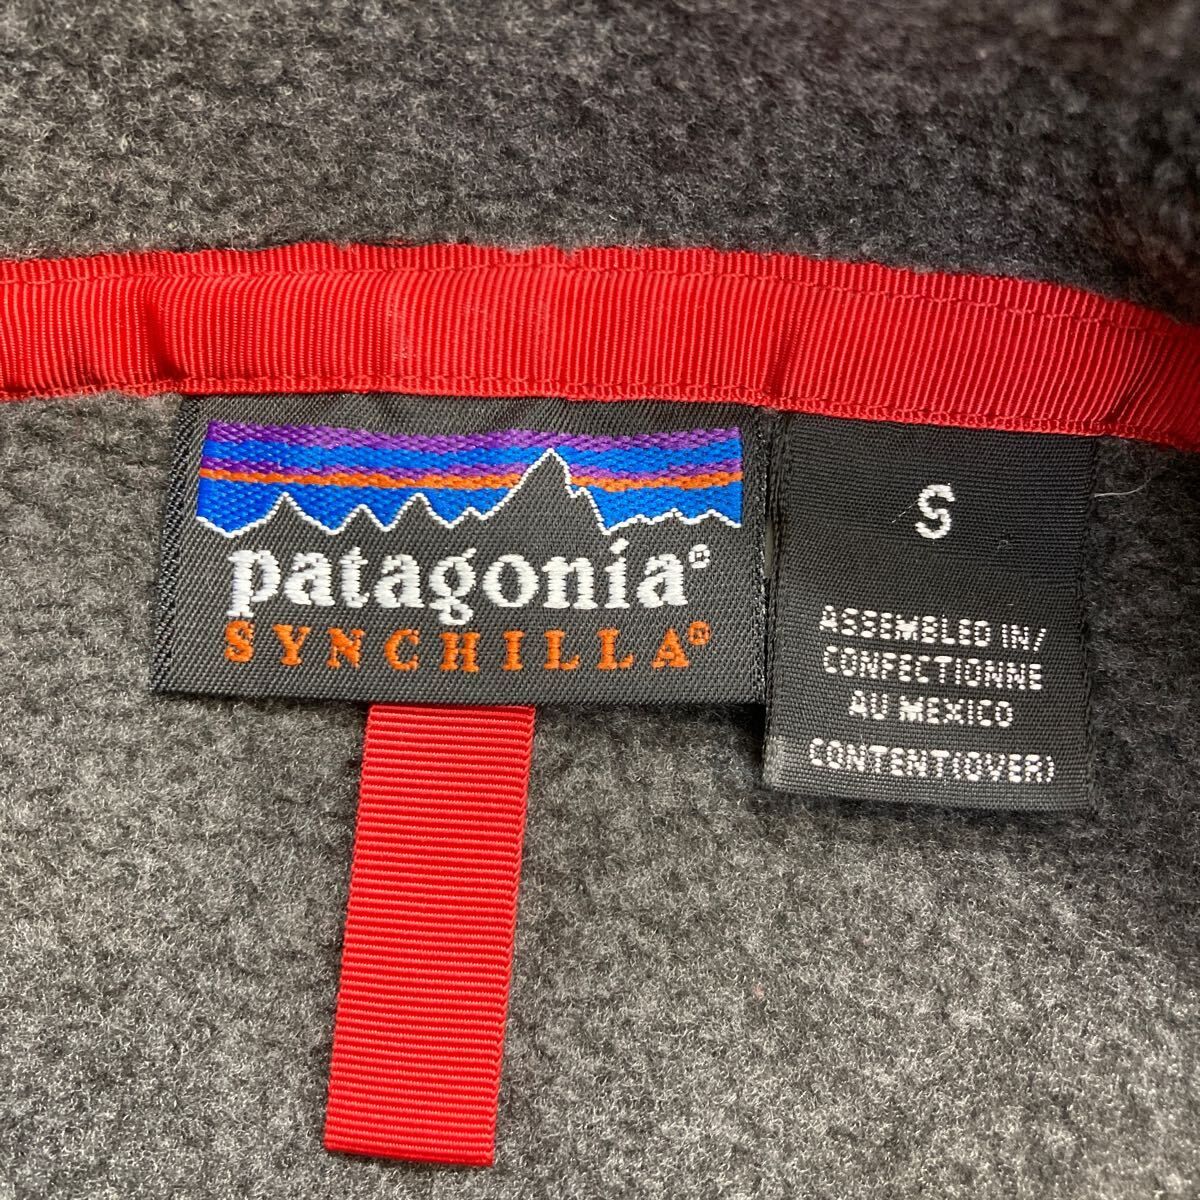 patagonia®
SYNCHILLA®
S
ASSEMBLED IN/
CONFECTIONNE
AU MEXICO
CONTENT(OVER)